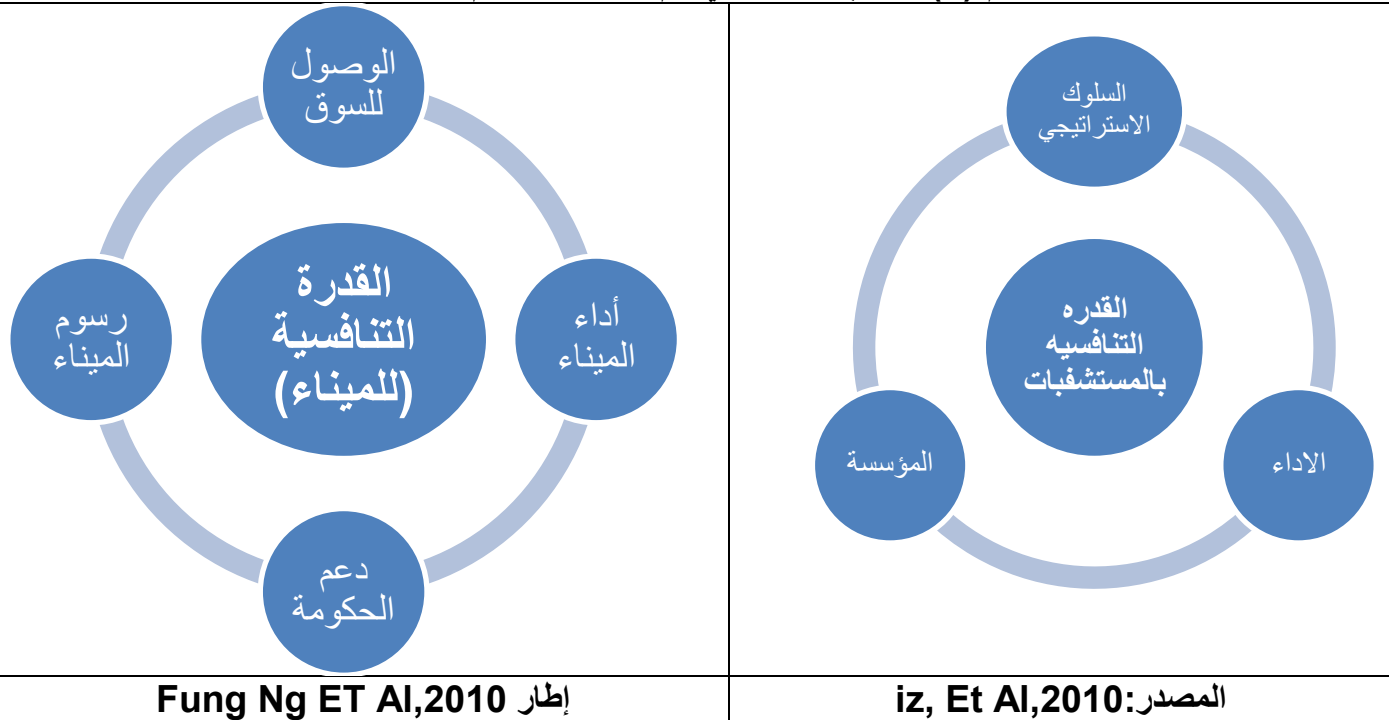 السلوك
الاستراتيجي
القدره
التنافسيه
بالمستشفيات
الاداء
المؤسسة
المصدر:iz, Et Al,2010
الوصول
للسوق
القدرة
التنافسية
(للميناء)
أداء
الميناء
رسوم
الميناء
دعم
الحكومة
إطار Fung Ng ET Al,2010